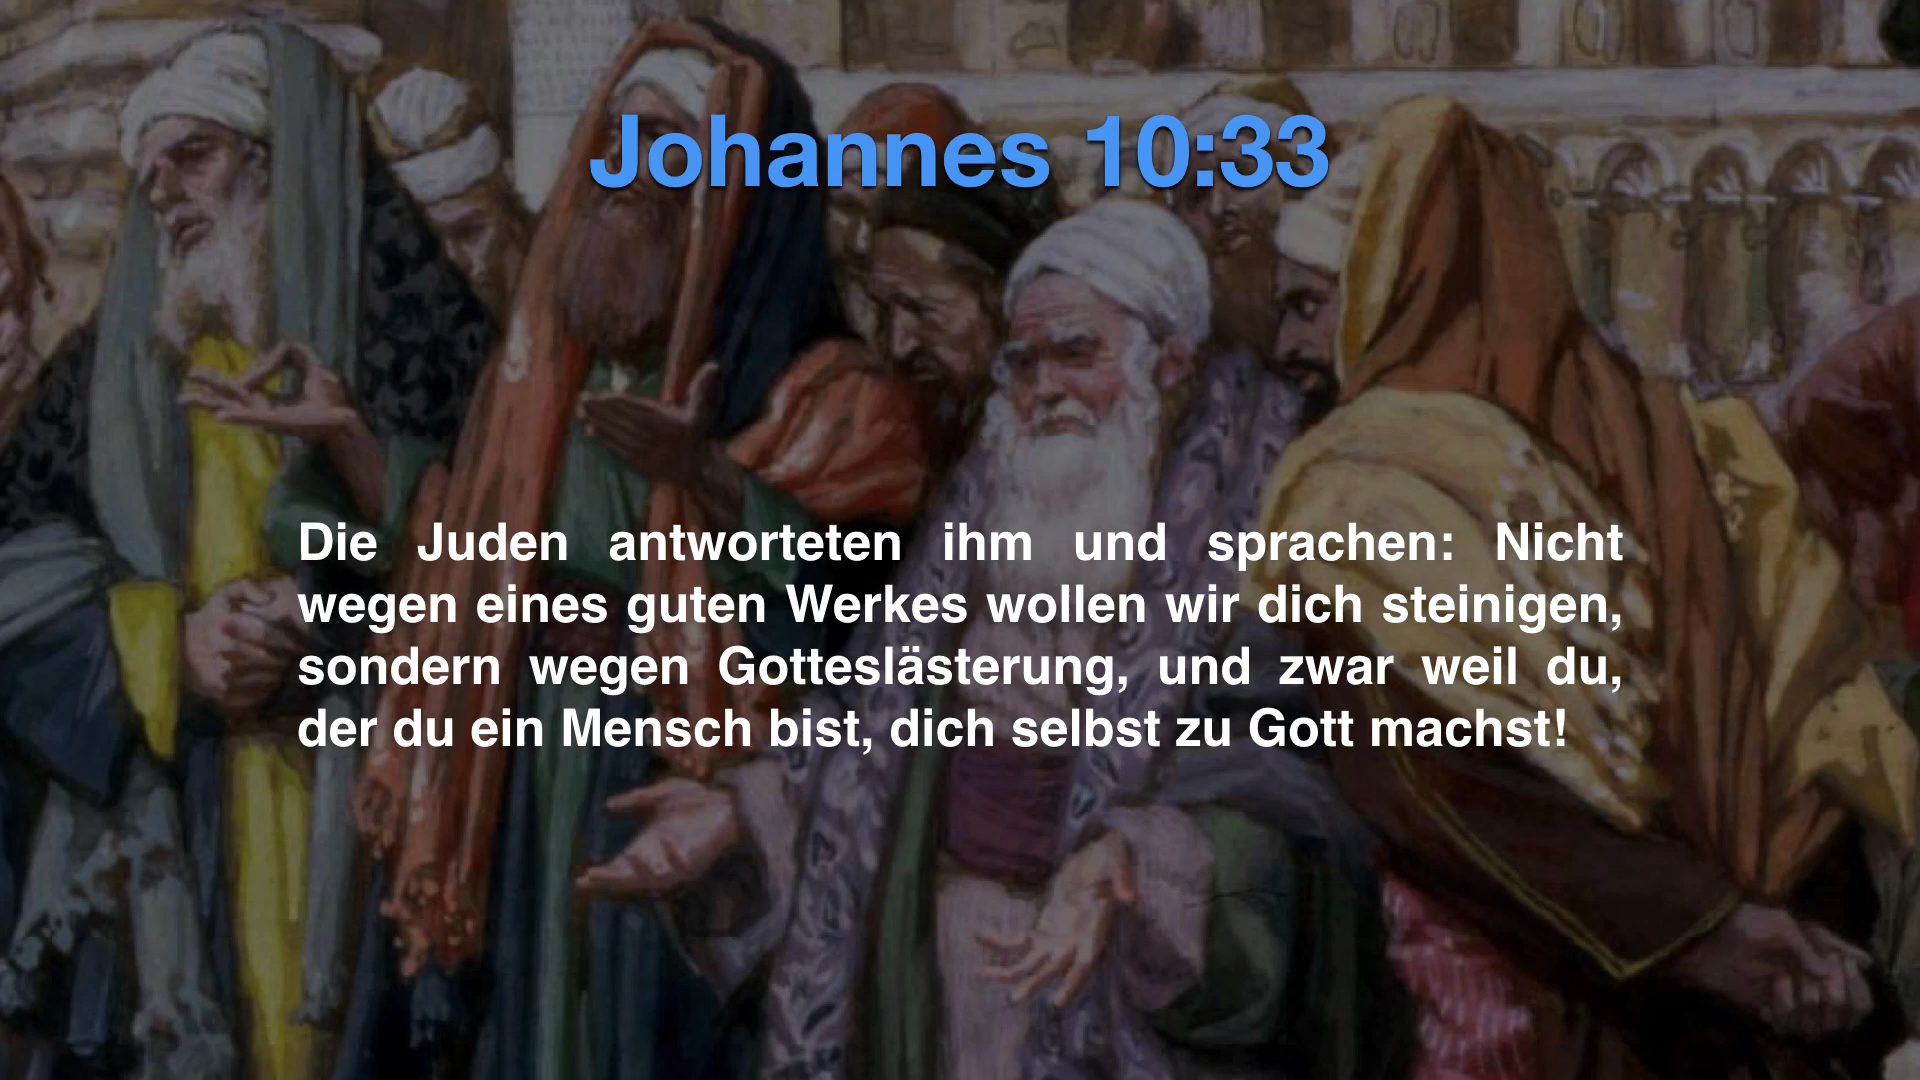 Johannes 10:33
Die Juden antworteten ihm und sprachen: Nicht
wegen eines guten Werkes wollen wir dich steinigen,
sondern wegen Gotteslästerung, und zwar weil du,
der du ein Mensch bist, dich selbst zu Gott machst!